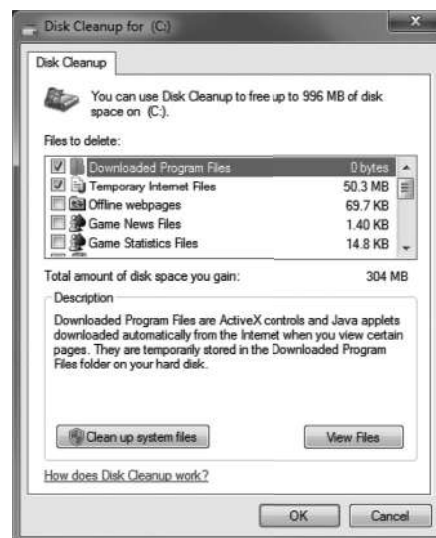 Disk Cleanup for (C:)
x
Disk Cleanup
You can use Disk Cleanup to free up to 996 MB of disk
space on (C:).
Files to delete:
Downloaded Program Files 0 bytes
Temporary Internet Files 50.3 MB
Offline webpages 69.7 KB
Game News Files 1.40 KB
Game Statistics Files 14.8 KB
Total amount of disk space you gain: 304 MB
Description
Downloaded Program Files are ActiveX controls and Java applets
downloaded automatically from the Internet when you view certain
pages. They are temporarily stored in the Downloaded Program
Files folder on your hard disk.
Clean up system files View Files
How does Disk Cleanup work?
OK Cancel